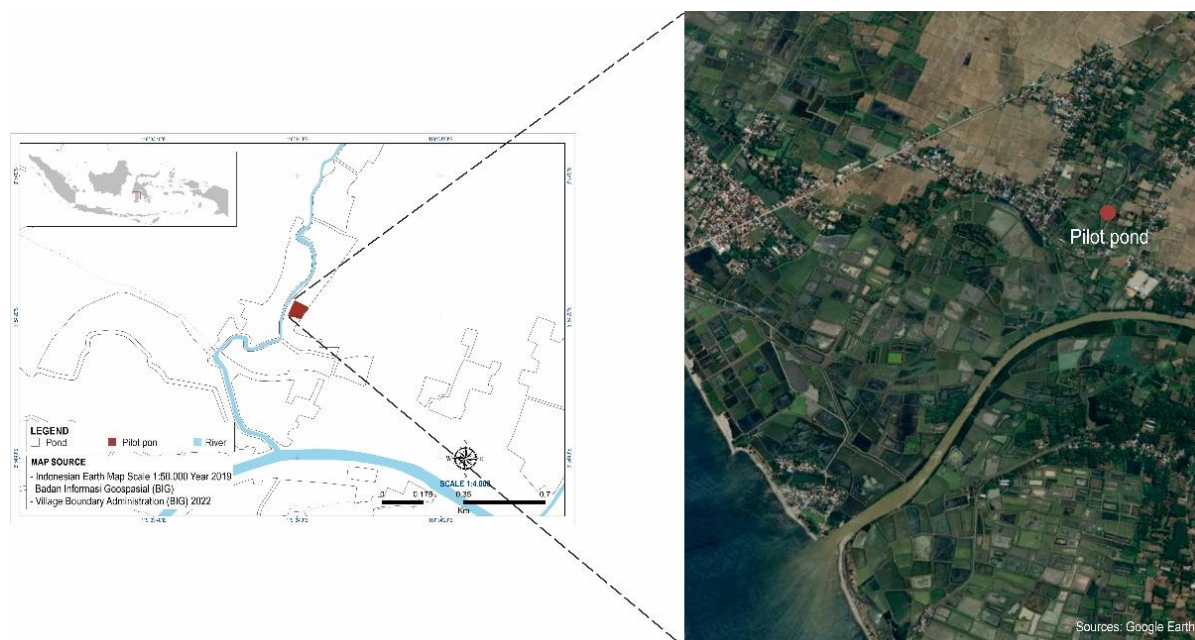 LEGEND
Pond
Pilot pon
River
MAP SOURCE
- Indonesian Earth Map Scale 1:50.000 Year 2019
Badan Informasi Geospasial (BIG)
- Village Boundary Administration (BIG) 2022
SCALE 1:4.000
0 0.175 0.35 0.7
Km
Pilot pond
Sources: Google Earth